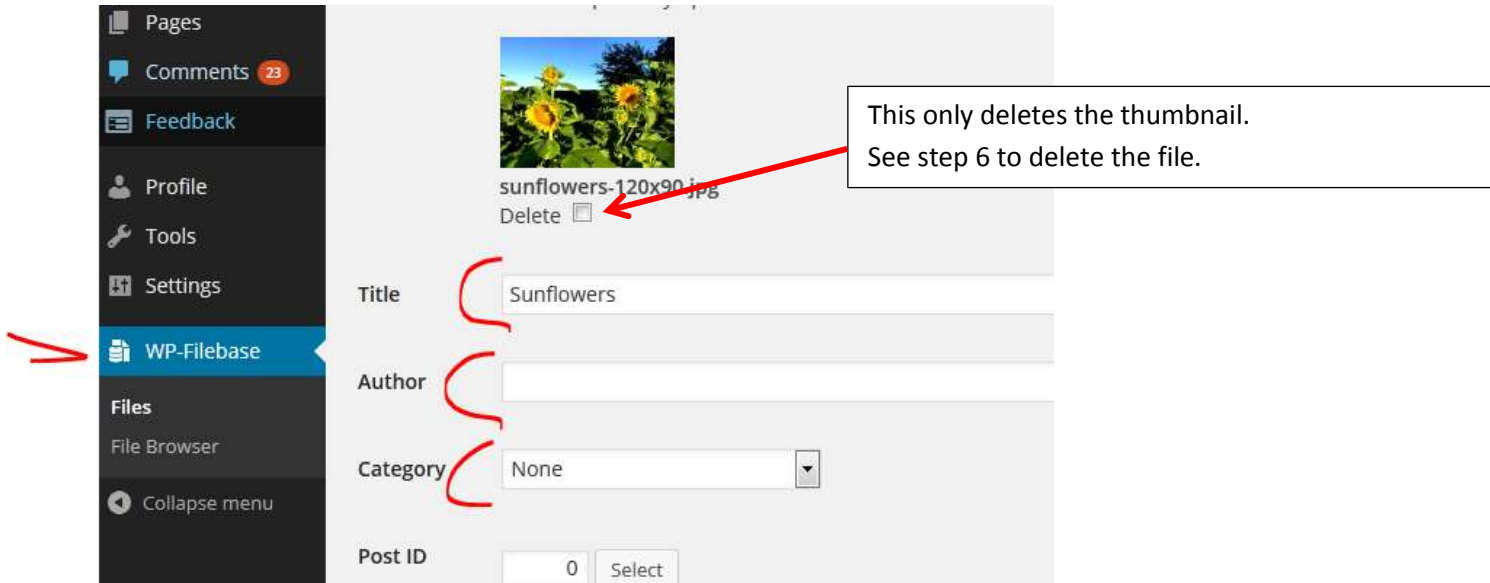 Pages
Comments 23
Feedback
Profile
Tools
Settings
WP-Filebase
Files
File Browser
Collapse menu
sunflowers-120x90.jpg
Delete
This only deletes the thumbnail.
See step 6 to delete the file.
Title Sunflowers
Author
Category None
Post ID 0 Select